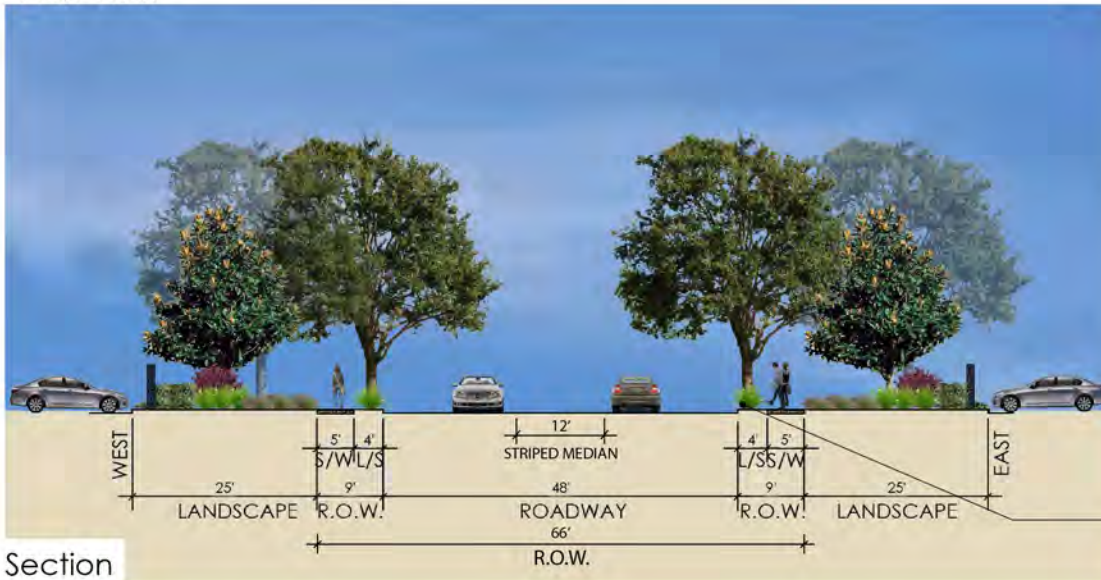 12'
5' 4' 4' 5'
S/W L/S STRIPED MEDIAN L/S S/W
WEST EAST
25' 9' 48' 9' 25'
LANDSCAPE R.O.W. ROADWAY R.O.W. LANDSCAPE
66'
R.O.W.
Section